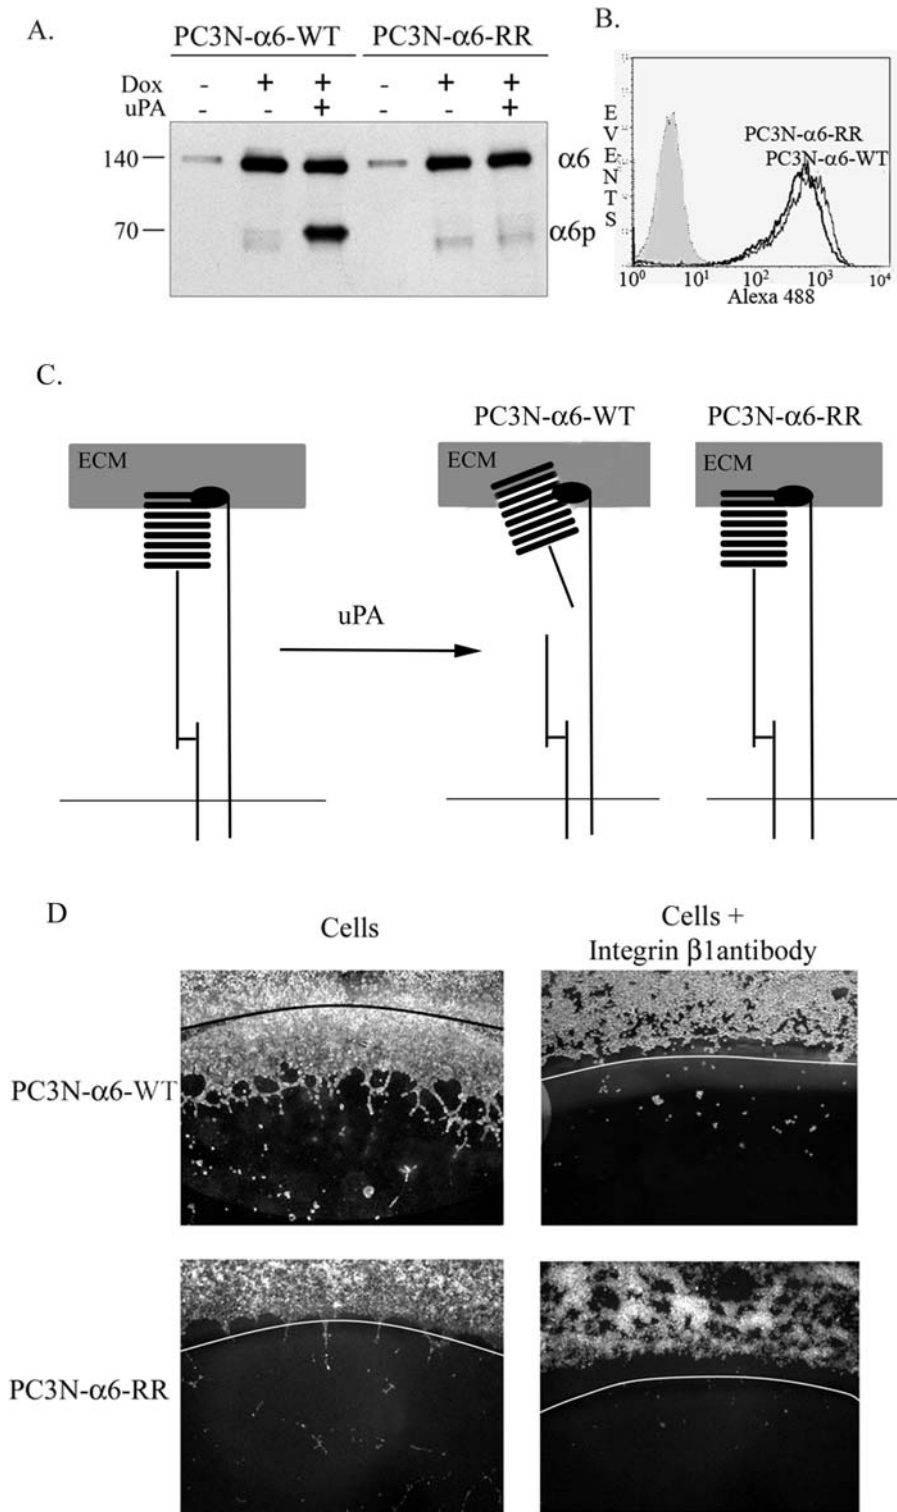 A.
PC3N-α6-WT PC3N-α6-RR
Dox - + + - + +
uPA - - + - - +
140
α6
70
α6p
B.
EVENTS
PC3N-α6-RR
PC3N-α6-WT
10⁰ 10¹ 10² 10³ 10⁴
Alexa 488
C.
PC3N-α6-WT PC3N-α6-RR
ECM ECM ECM
uPA
D
Cells
Cells +
Integrin β1antibody
PC3N-α6-WT
PC3N-α6-RR